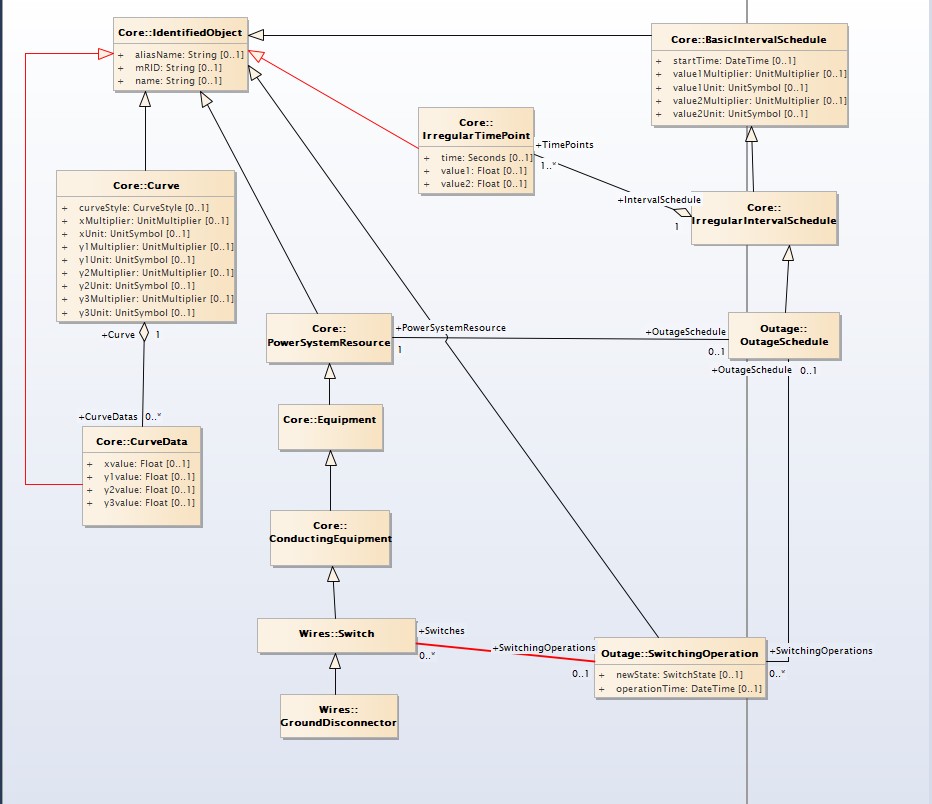 Core::IdentifiedObject
+ aliasName: String [0..1]
+ mRID: String [0..1]
+ name: String [0..1]
Core::BasicIntervalSchedule
+ startTime: DateTime [0..1]
+ value1Multiplier: UnitMultiplier [0..1]
+ value1Unit: UnitSymbol [0..1]
+ value2Multiplier: UnitMultiplier [0..1]
+ value2Unit: UnitSymbol [0..1]
Core::
IrregularTimePoint
+ time: Seconds [0..1]
+ value1: Float [0..1]
+ value2: Float [0..1]
+TimePoints
1..*
+IntervalSchedule
1
Core::
IrregularIntervalSchedule
Core::Curve
+ curveStyle: CurveStyle [0..1]
+ xMultiplier: UnitMultiplier [0..1]
+ xUnit: UnitSymbol [0..1]
+ y1Multiplier: UnitMultiplier [0..1]
+ y1Unit: UnitSymbol [0..1]
+ y2Multiplier: UnitMultiplier [0..1]
+ y2Unit: UnitSymbol [0..1]
+ y3Multiplier: UnitMultiplier [0..1]
+ y3Unit: UnitSymbol [0..1]
+Curve 1
+CurveDatas 0..*
Core::CurveData
+ xvalue: Float [0..1]
+ y1value: Float [0..1]
+ y2value: Float [0..1]
+ y3value: Float [0..1]
Core::
PowerSystemResource
+PowerSystemResource
1
+OutageSchedule
0..1
Outage::
OutageSchedule
+OutageSchedule 0..1
Core::Equipment
Core::
ConductingEquipment
Wires::Switch
+Switches
0..*
+SwitchingOperations
0..1
Outage::SwitchingOperation
+ newState: SwitchState [0..1]
+ operationTime: DateTime [0..1]
+SwitchingOperations
0..*
Wires::
GroundDisconnector